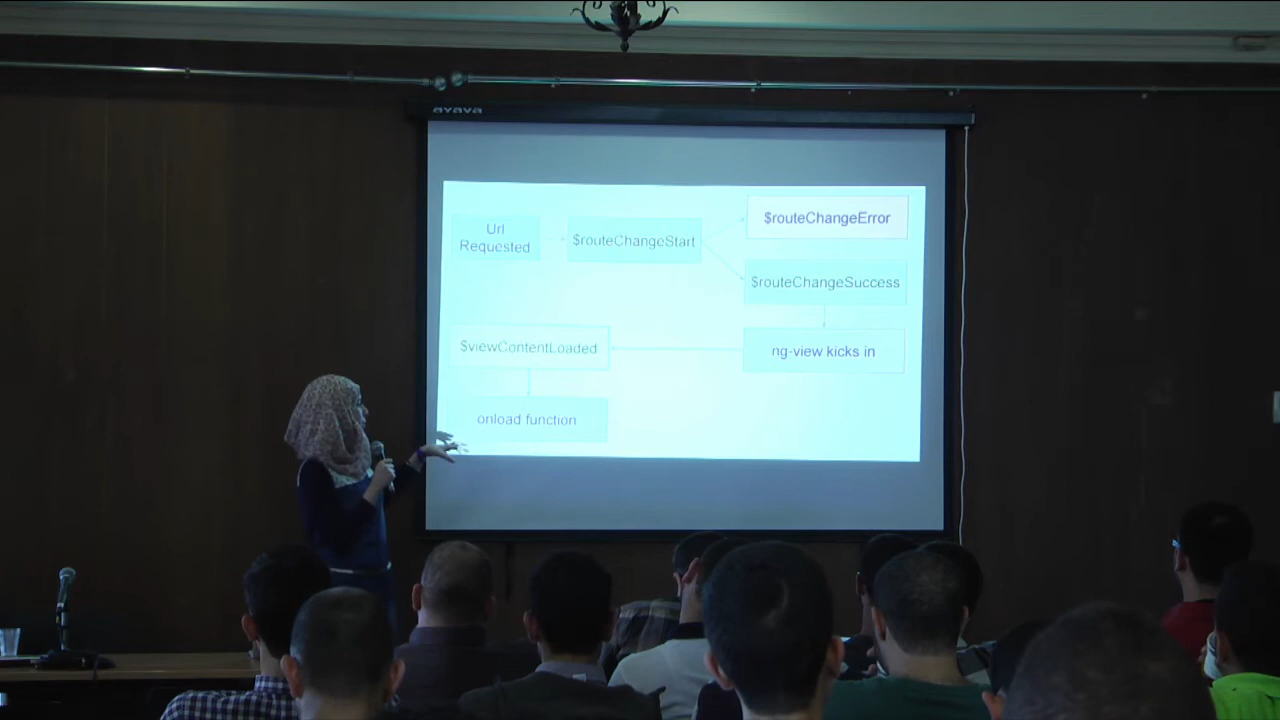 AVAYA
Url
Requested
$routeChangeStart
$routeChangeError
$routeChangeSuccess
ng-view kicks in
$viewContentLoaded
onload function